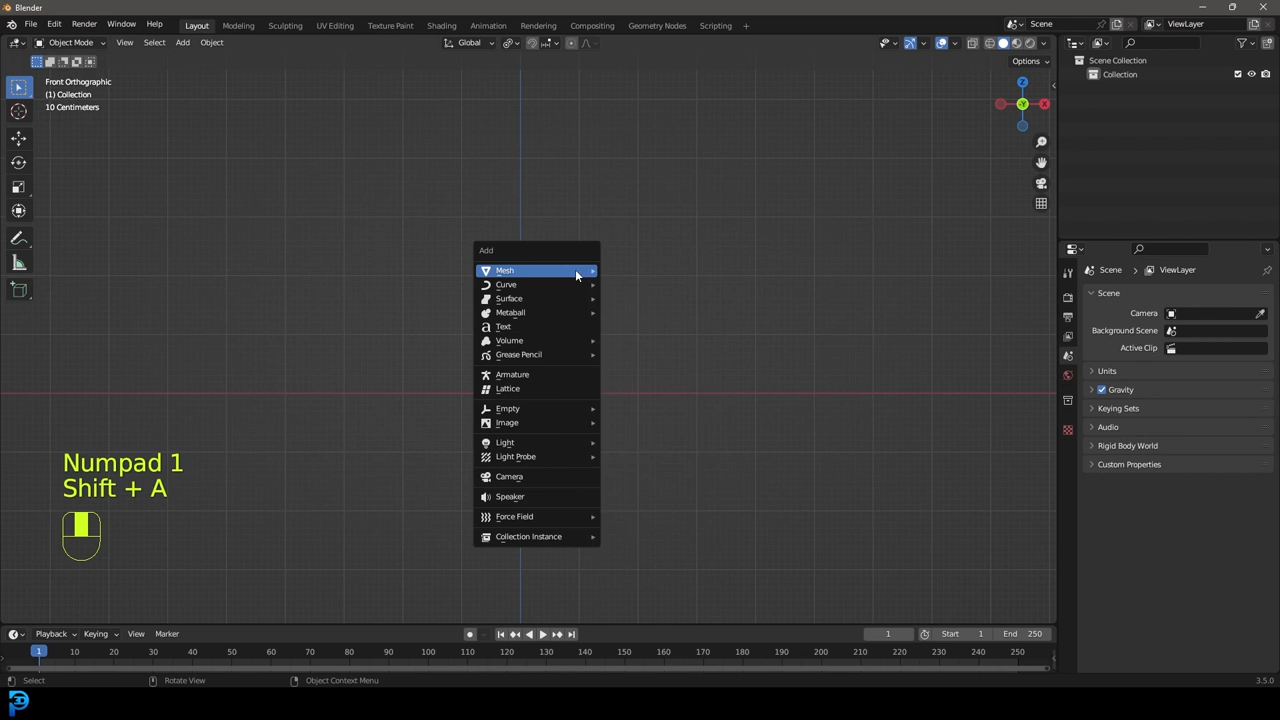 Blender
File Edit Render Window Help Layout Modeling Sculpting UV Editing Texture Paint Shading Animation Rendering Compositing Geometry Nodes Scripting + Scene ViewLayer
Object Mode View Select Add Object Global
Options
Front Orthographic
(1) Collection
10 Centimeters
Z
Y
X
Scene Collection
Collection
Add
Mesh
Curve
Surface
Metaball
Text
Volume
Grease Pencil
Armature
Lattice
Empty
Image
Light
Light Probe
Camera
Speaker
Force Field
Collection Instance
Numpad 1
Shift + A
Scene ViewLayer
Scene
Camera
Background Scene
Active Clip
Units
Gravity
Keying Sets
Audio
Rigid Body World
Custom Properties
Playback Keying View Marker 1 Start 1 End 250
1 10 20 30 40 50 60 70 80 90 100 110 120 130 140 150 160 170 180 190 200 210 220 230 240 250
Select Rotate View Object Context Menu 3.5.0